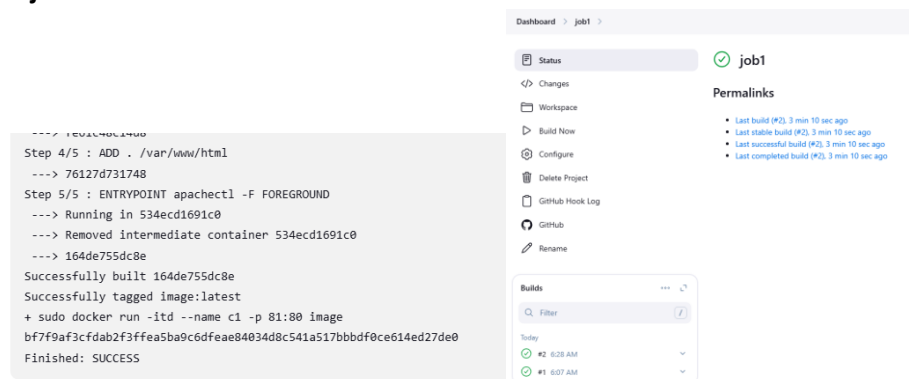 ---> 7e61c48c14d8
Step 4/5 : ADD . /var/www/html
---> 76127d731748
Step 5/5 : ENTRYPOINT apachectl -F FOREGROUND
---> Running in 534ecd1691c0
---> Removed intermediate container 534ecd1691c0
---> 164de755dc8e
Successfully built 164de755dc8e
Successfully tagged image:latest
+ sudo docker run -itd --name c1 -p 81:80 image
bf7f9af3cfdab2f3ffea5ba9c6dfeae84034d8c541a517bbbdf0ce614ed27de0
Finished: SUCCESS
Dashboard > job1 >
Status
Changes
Workspace
Build Now
Configure
Delete Project
GitHub Hook Log
GitHub
Rename
Builds
Filter /
Today
#2 6:28 AM
#1 6:07 AM
job1
Permalinks
Last build (#2), 3 min 10 sec ago
Last stable build (#2), 3 min 10 sec ago
Last successful build (#2), 3 min 10 sec ago
Last completed build (#2), 3 min 10 sec ago